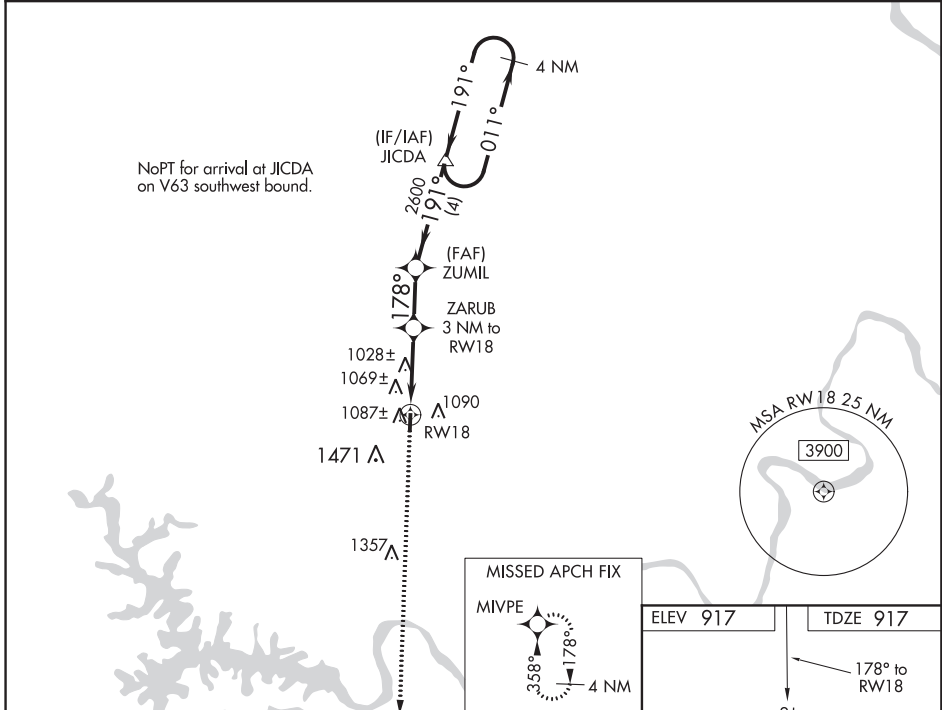 4 NM
191°
011°
(IF/IAF)
JICDA
NoPT for arrival at JICDA
on V63 southwest bound.
2600
191°
(4)
(FAF)
ZUMIL
178°
ZARUB
3 NM to
RW18
1028±
1069±
1087±
1090
RW18
1471
1357
MSA RW18 25 NM
3900
MISSED APCH FIX
MIVPE
358°
178°
4 NM
ELEV 917
TDZE 917
178° to
RW18